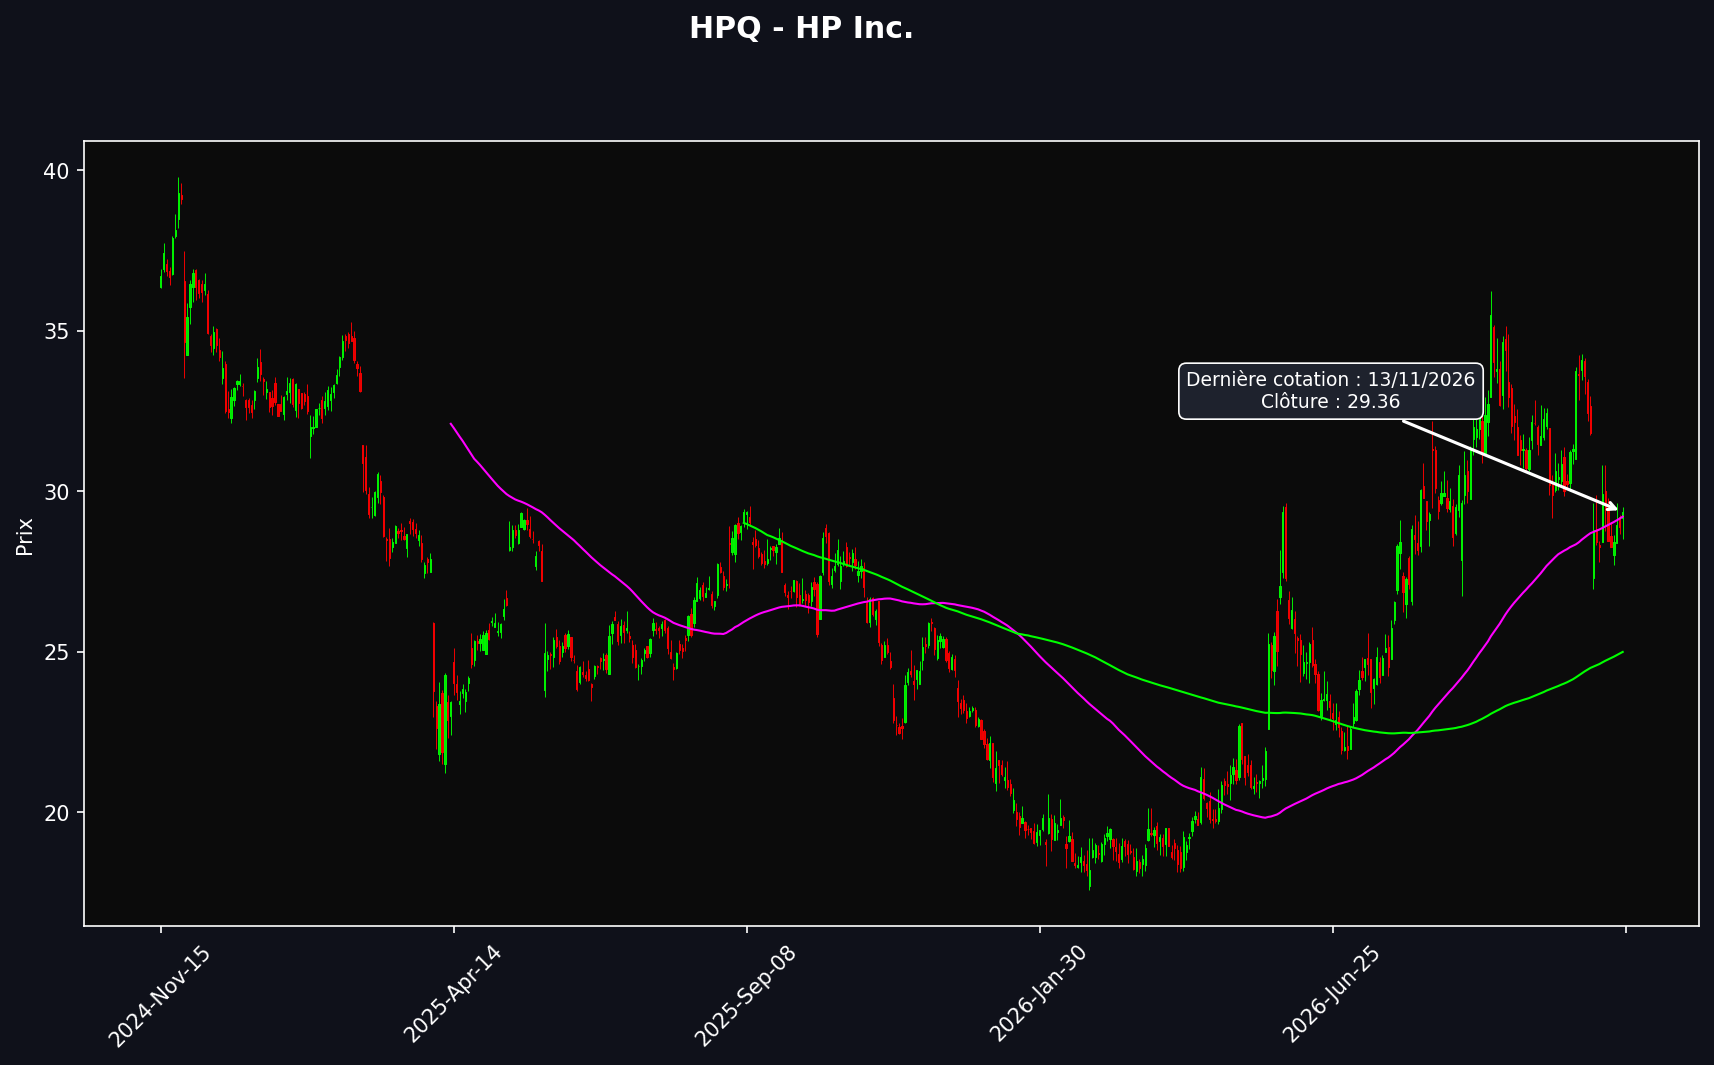 HPQ - HP Inc.
40
35
30
25
20
Prix
Dernière cotation : 13/11/2026
Clôture : 29.36
2024-Nov-15
2025-Apr-14
2025-Sep-08
2026-Jan-30
2026-Jun-25